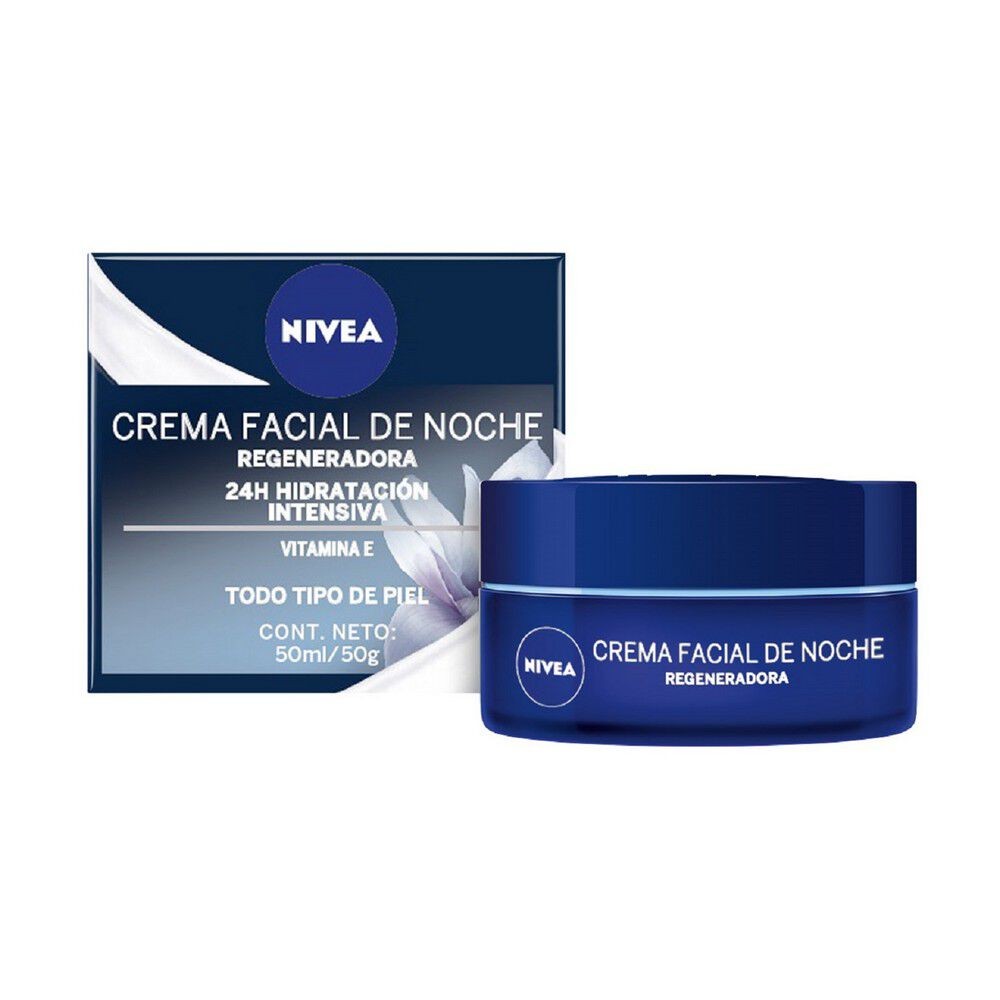 NIVEA
CREMA FACIAL DE NOCHE
REGENERADORA
24H HIDRATACIÓN
INTENSIVA
VITAMINA E
TODO TIPO DE PIEL
CONT. NETO:
50ml/50g
NIVEA
CREMA FACIAL DE NOCHE
REGENERADORA